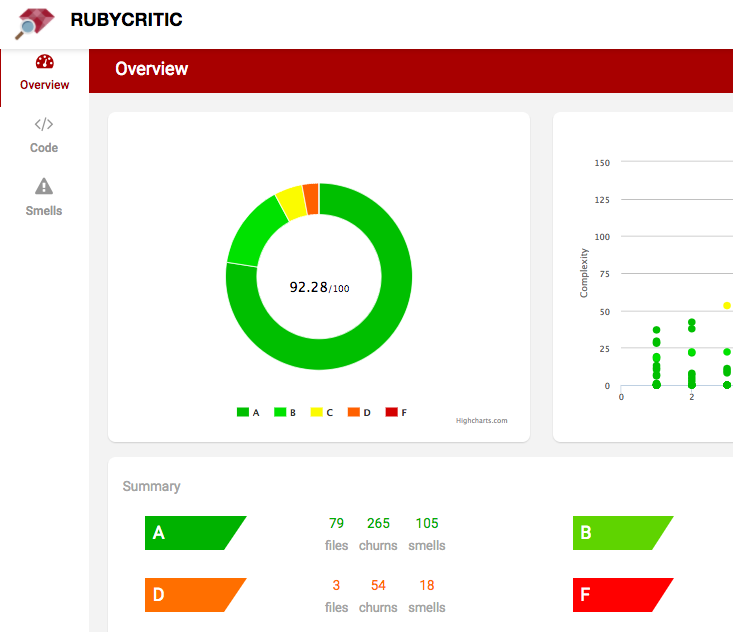 RUBYCRITIC
Overview
Overview
Code
Smells
92.28/100
A B C D F
Highcharts.com
Complexity
150
125
100
75
50
25
0
0 2
Summary
A 79 files 265 churns 105 smells
B
D 3 files 54 churns 18 smells
F